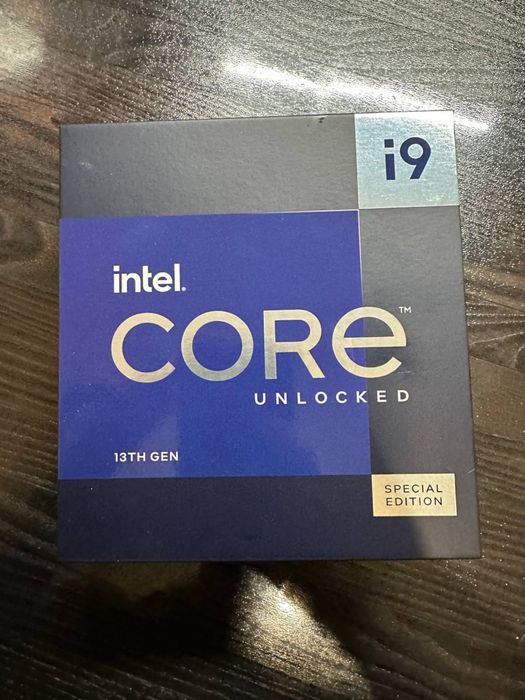 i9
intel.
CORE™
UNLOCKED
13TH GEN
SPECIAL
EDITION